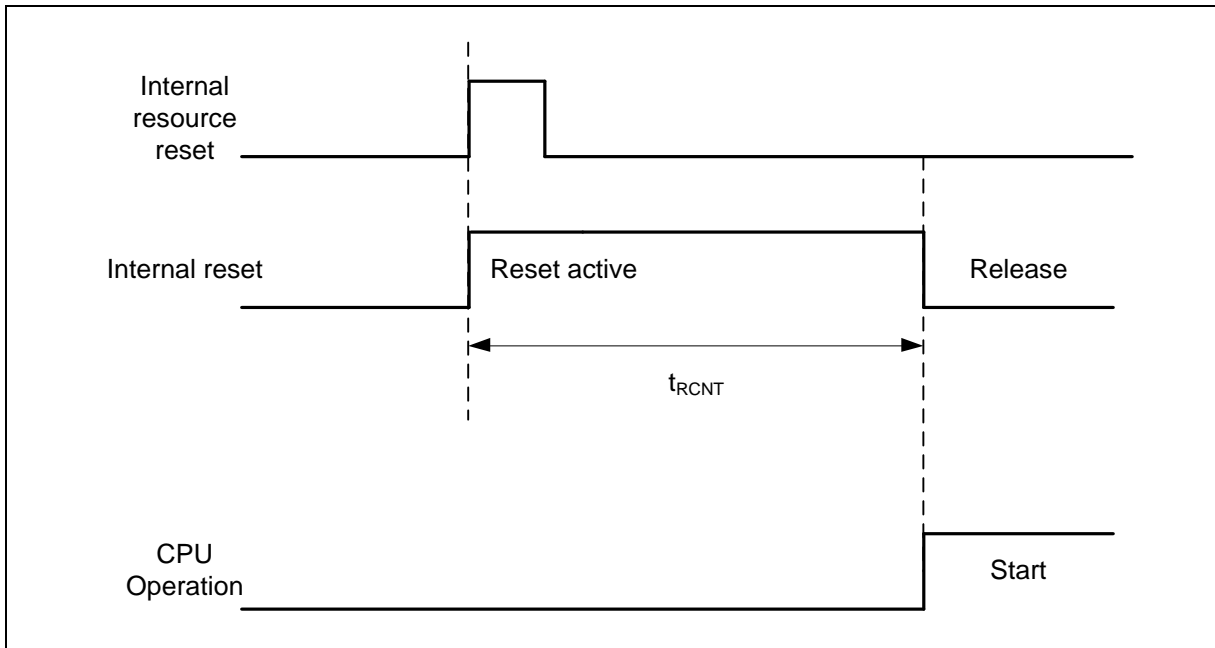 Internal
resource
reset
Internal reset
Reset active
Release
tRCNT
CPU
Operation
Start